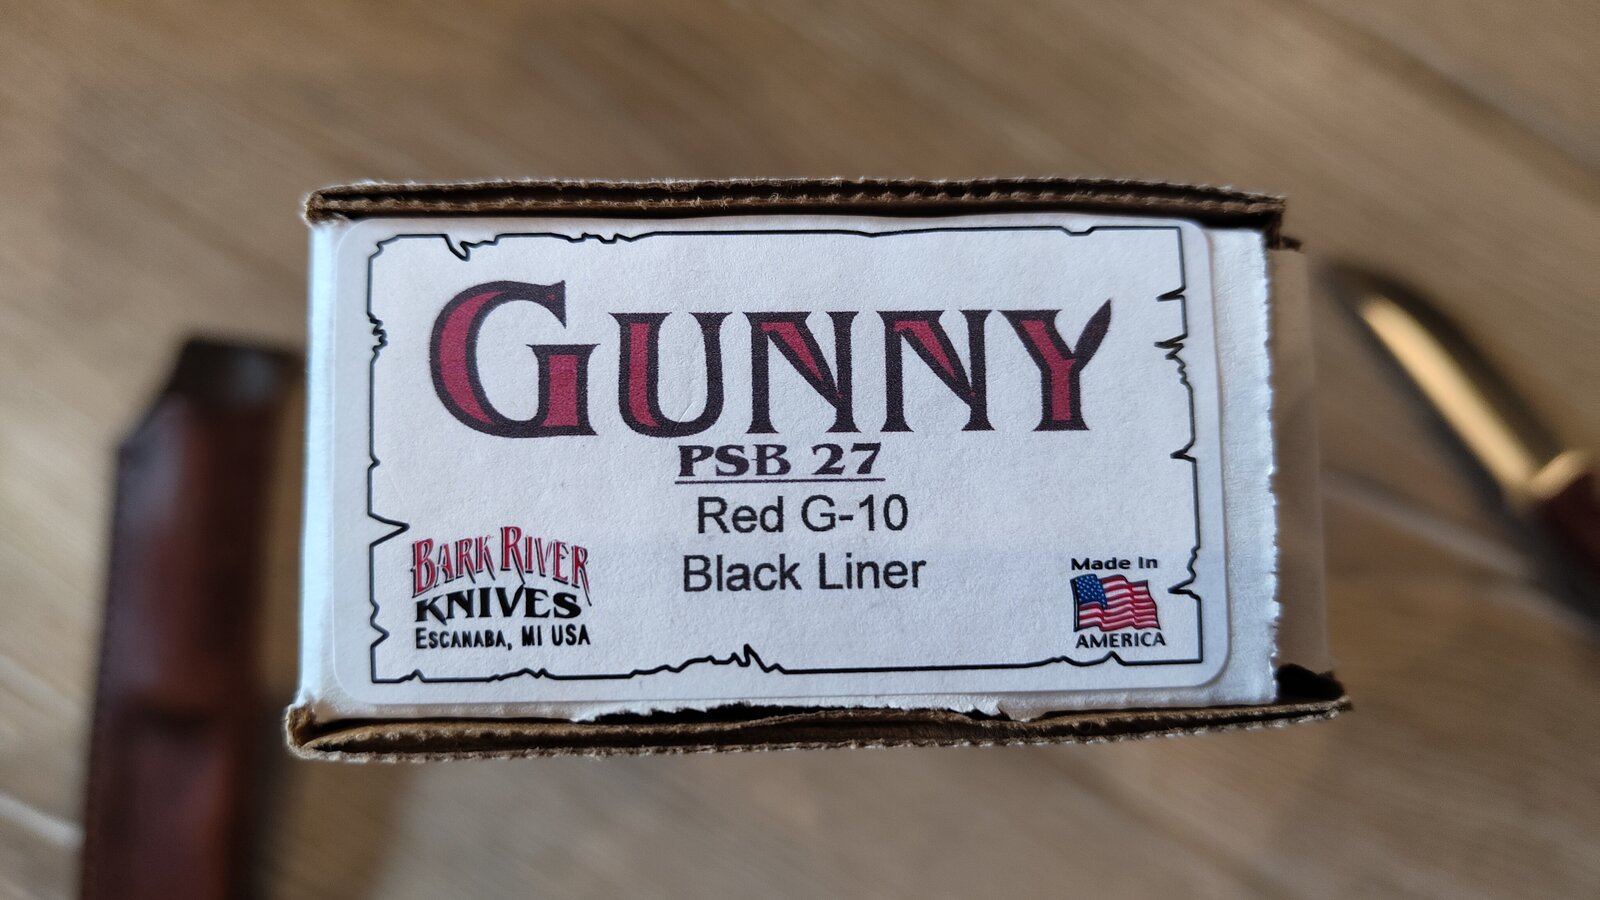 GUNNY
PSB 27
Red G-10
Black Liner
BARK RIVER
KNIVES
ESCANABA, MI USA
Made In
AMERICA